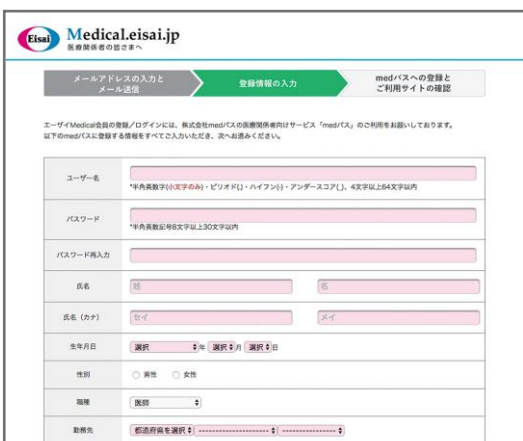 Eisai
Medical.eisai.jp
医療関係者の皆さまへ
メールアドレスの入力と
メール送信
登録情報の入力
medパスへの登録と
ご利用サイトの確認
エーザイMedical会員の登録／ログインには、株式会社medパスの医療関係者向けサービス「medパス」のご利用をお願いしております。
以下のmedパスに登録する情報をすべてご入力いただき、次へお進みください。
ユーザー名
*半角英数字(小文字のみ)・ピリオド(.)・ハイフン(-)・アンダースコア(_)、4文字以上64文字以内
パスワード
*半角英数記号8文字以上30文字以内
パスワード再入力
氏名 姓 名
氏名（カナ） セイ メイ
生年月日 選択 年 選択 月 選択 日
性別 男性 女性
職種 医師
勤務先 都道府県を選択 ---------------------- ----------------